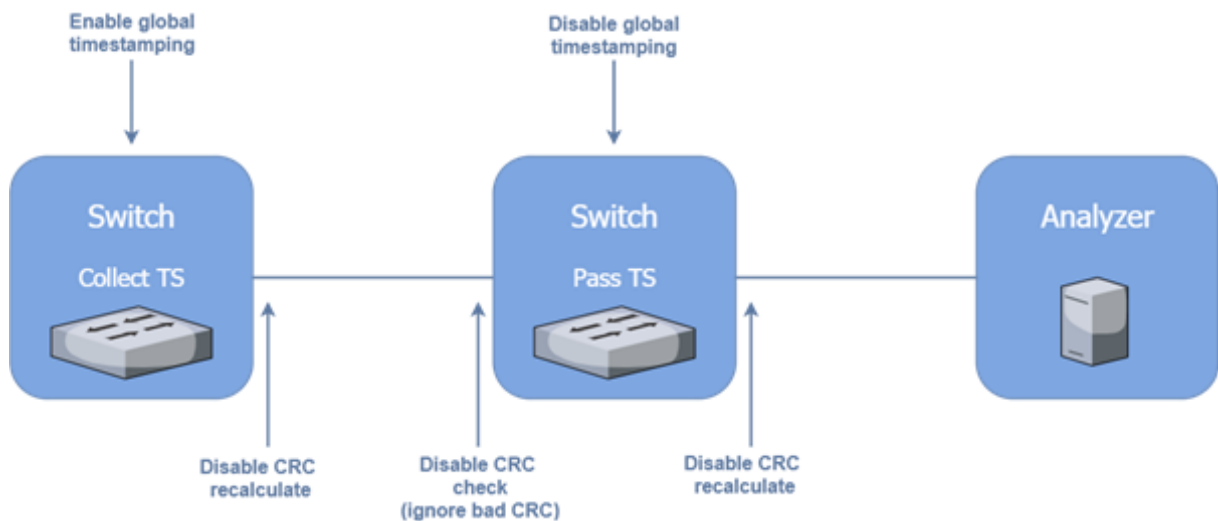 Enable global
timestamping
Disable global
timestamping
Switch
Collect TS
Switch
Pass TS
Analyzer
Disable CRC
recalculate
Disable CRC
check
(ignore bad CRC)
Disable CRC
recalculate